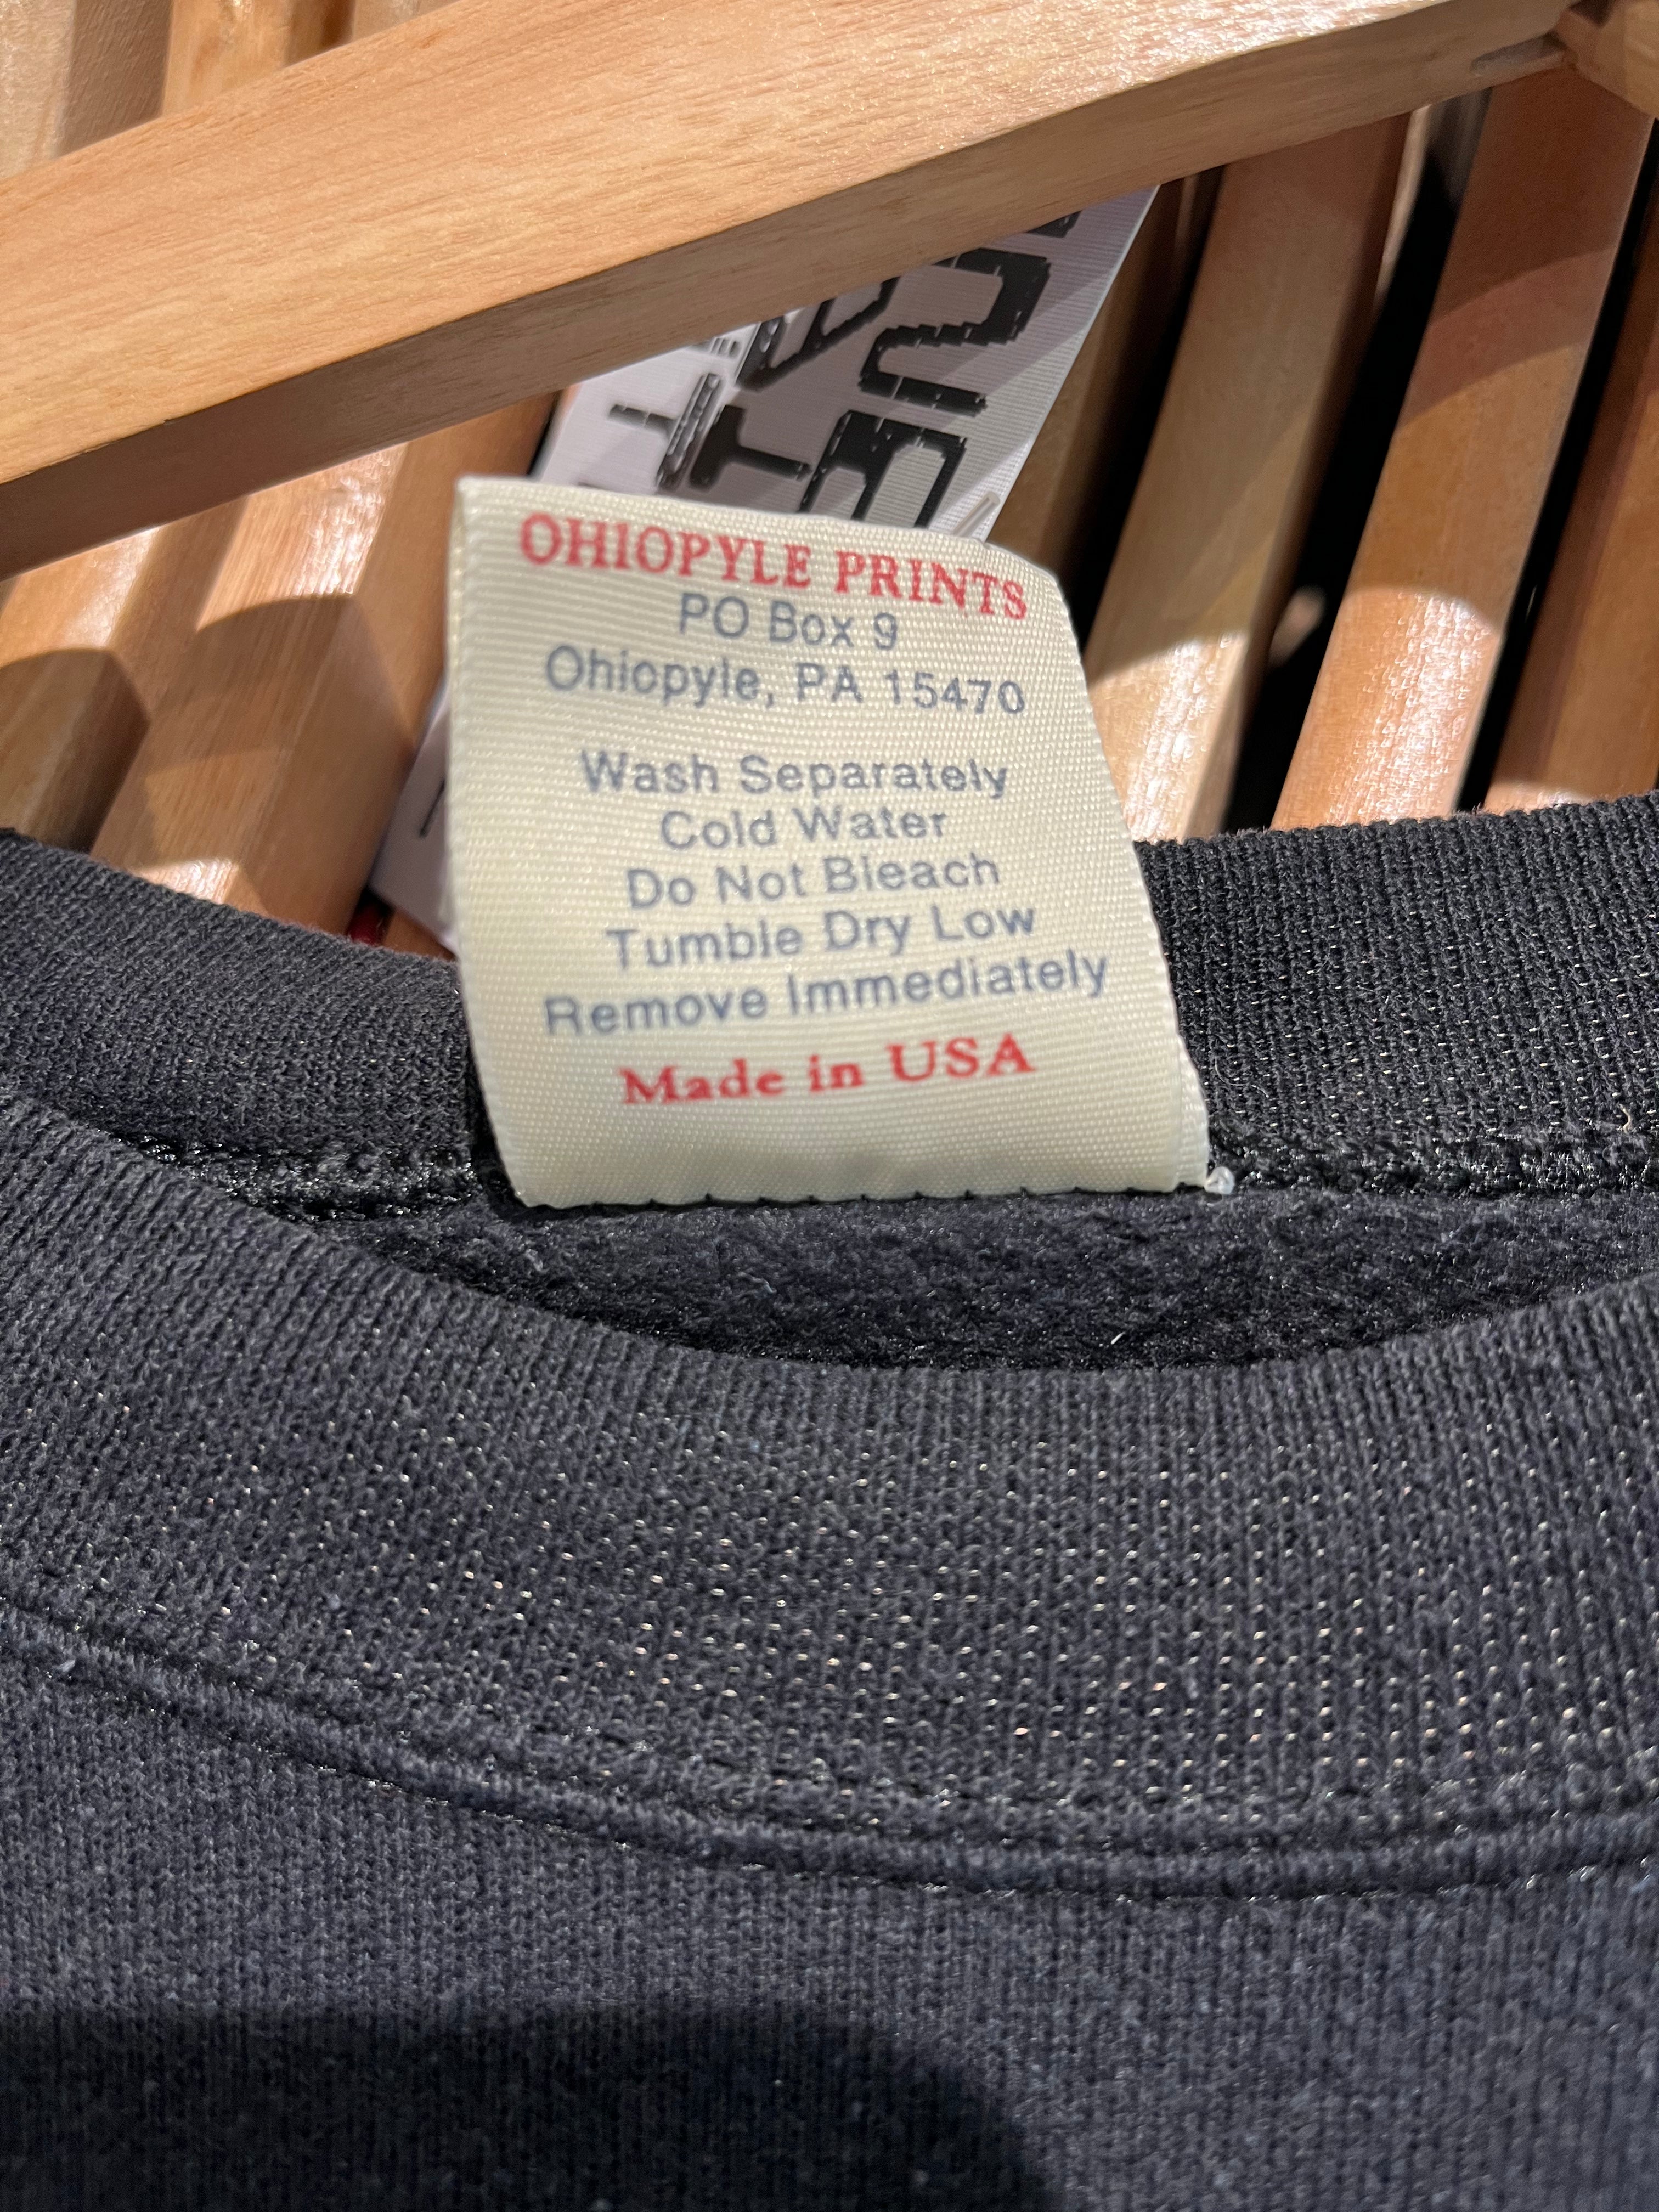 OHIOPYLE PRINTS
PO Box 9
Ohiopyle, PA 15470
Wash Separately
Cold Water
Do Not Bleach
Tumble Dry Low
Remove Immediately
Made in USA